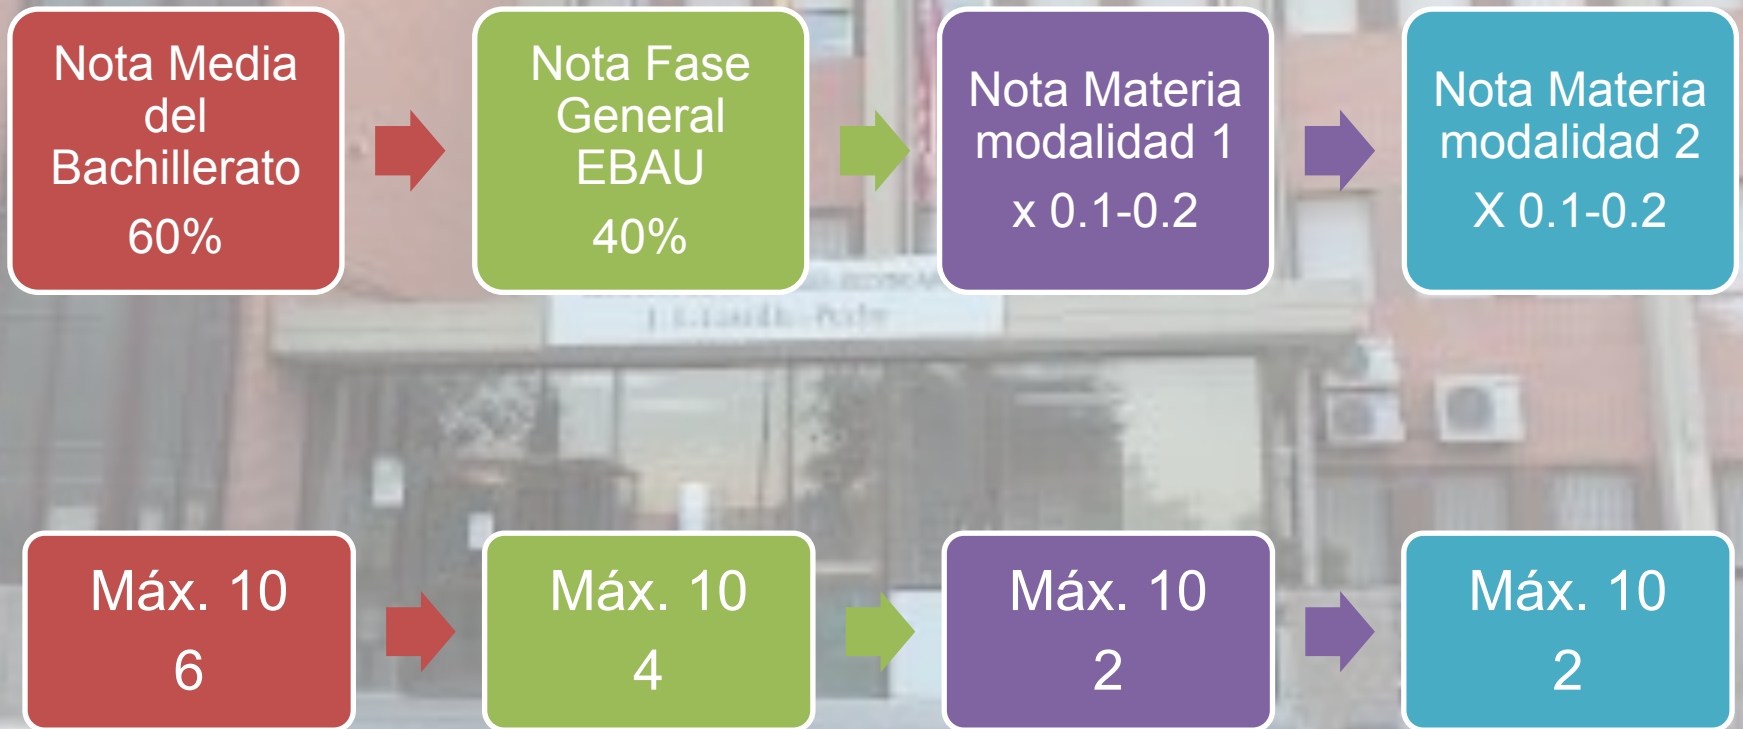 Nota Media
del
Bachillerato
60%
Nota Fase
General
EBAU
40%
Nota Materia
modalidad 1
x 0.1-0.2
Nota Materia
modalidad 2
X 0.1-0.2
Máx. 10
6
Máx. 10
4
Máx. 10
2
Máx. 10
2